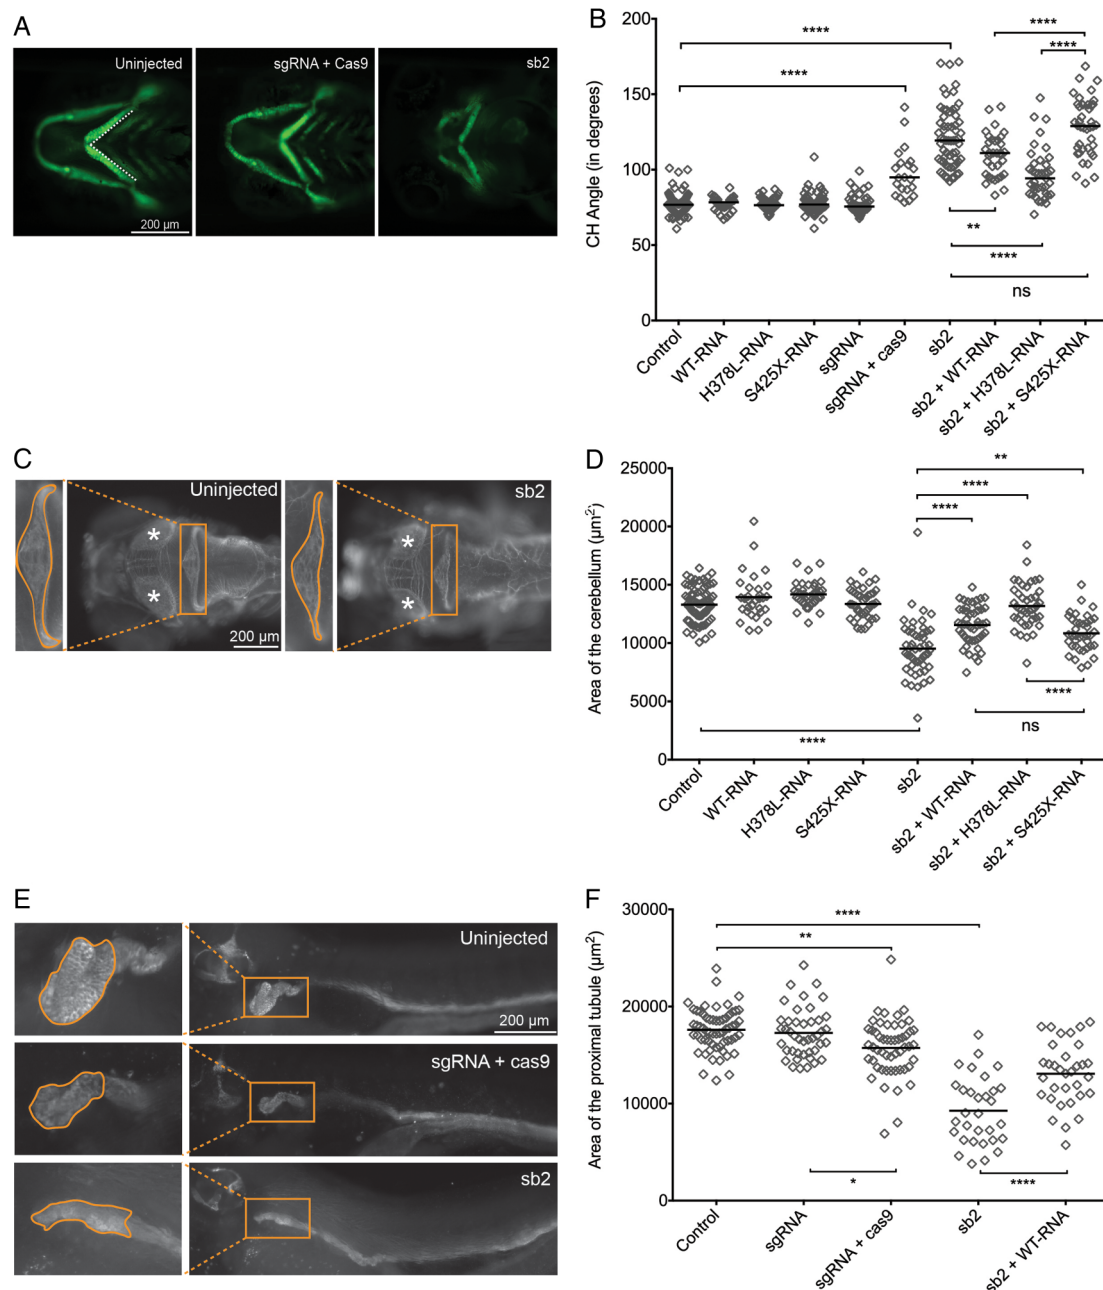 A
Uninjected
sgRNA + Cas9
sb2
200 µm
B
CH Angle (in degrees)
200
150
100
50
0
****
****
****
****
**
****
ns
Control
WT-RNA
H378L-RNA
S425X-RNA
sgRNA
sgRNA + cas9
sb2
sb2 + WT-RNA
sb2 + H378L-RNA
sb2 + S425X-RNA
C
Uninjected
*
*
200 µm
sb2
*
*
D
Area of the cerebellum (µm²)
25000
20000
15000
10000
5000
0
**
****
****
****
ns
****
Control
WT-RNA
H378L-RNA
S425X-RNA
sb2
sb2 + WT-RNA
sb2 + H378L-RNA
sb2 + S425X-RNA
E
Uninjected
200 µm
sgRNA + cas9
sb2
F
Area of the proximal tubule (µm²)
30000
20000
10000
0
****
**
*
****
Control
sgRNA
sgRNA + cas9
sb2
sb2 + WT-RNA